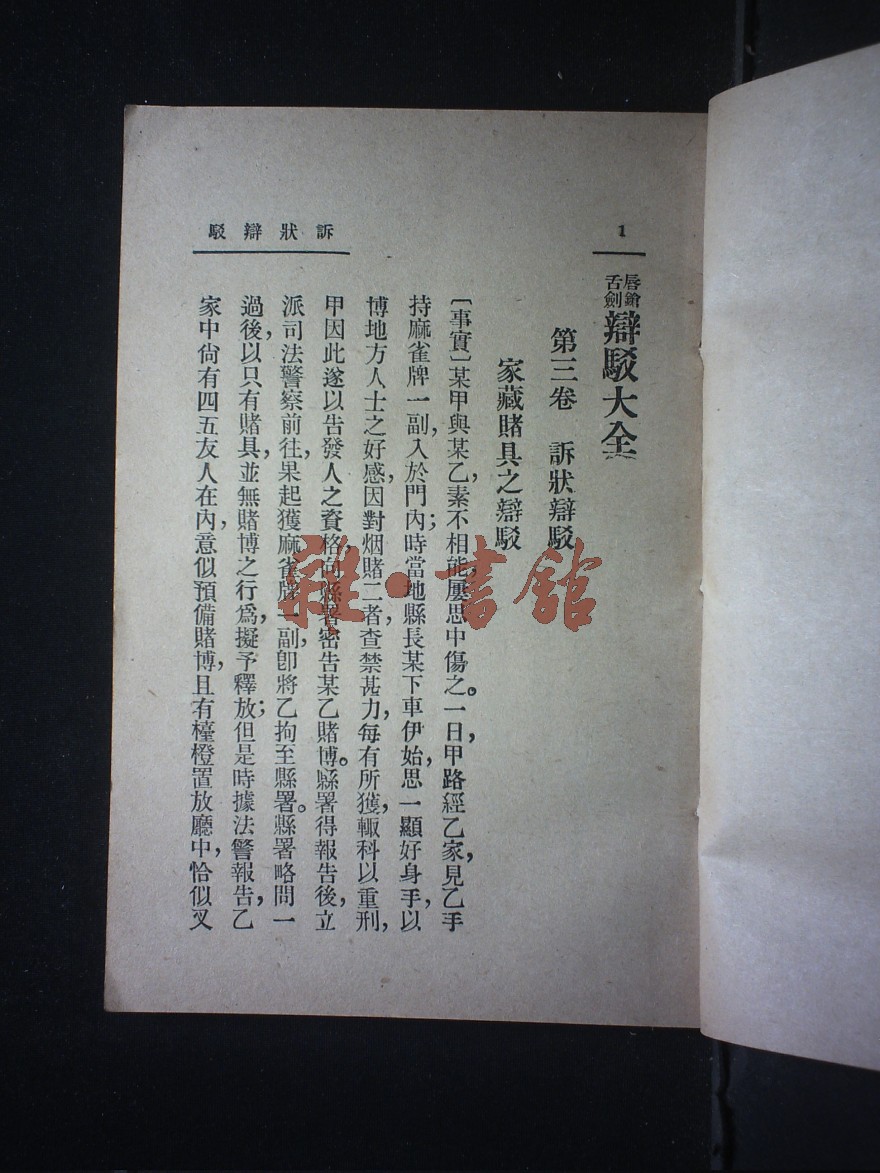 1
訴狀辯駁
唇鎗舌劍
辯駁大全
第三卷 訴狀辯駁
家藏賭具之辯駁
〔事實〕某甲與某乙,素不相能,屢思中傷之。一日,甲路經乙家,見乙手
持麻雀牌一副,入於門內;時當地縣長某下車伊始,思一顯好身手,以
博地方人士之好感,因對烟賭二者,查禁甚力,每有所獲,輙科以重刑,
甲因此遂以告發人之資格,向縣署密告某乙賭博。縣署得報告後,立
派司法警察前往,果起獲麻雀牌一副,卽將乙拘至縣署。縣署略問一
過後,以只有賭具,並無賭博之行爲,擬予釋放;但是時據法警報告,乙
家中尙有四五友人在內,意似預備賭博,且有檯櫈置放廳中,恰似叉
雜·書館